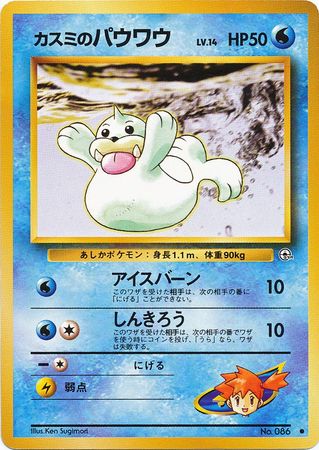 カスミのパウワウ LV.14 HP50
あしかポケモン：身長1.1m、体重90kg
アイスバーン 10
このワザを受けた相手は、次の相手の番に
「にげる」ことができない。
しんきろう 10
このワザを受けた相手は、次の相手の番でワザ
を使う時にコインを投げ、「うら」なら、ワザ
は失敗する。
にげる
弱点
Illus. Ken Sugimori No. 086